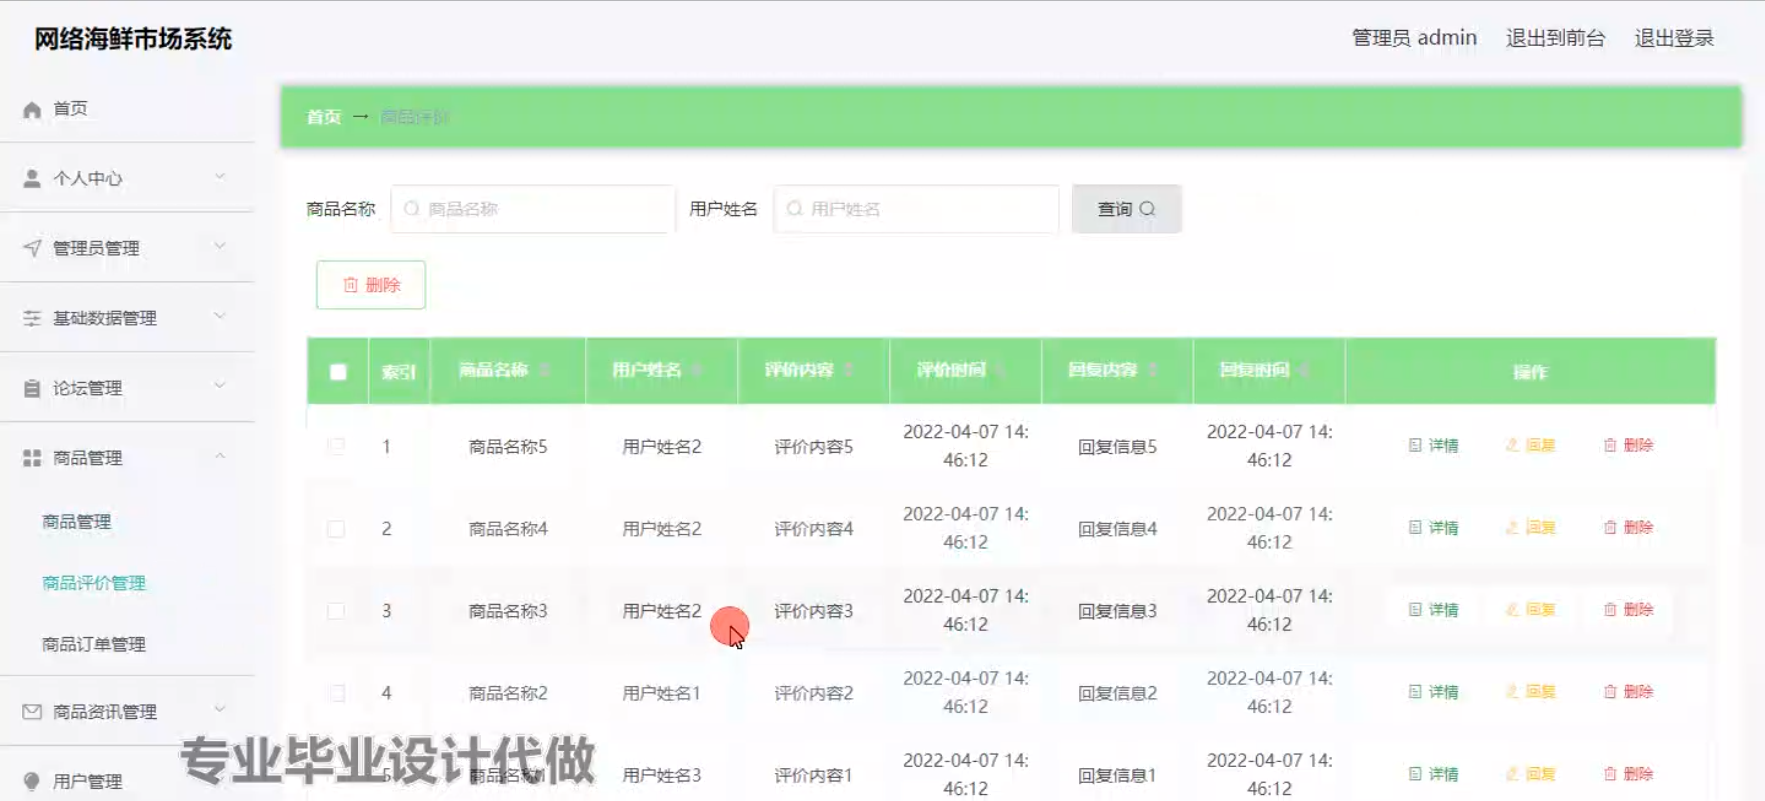 网络海鲜市场系统
管理员 admin 退出到前台 退出登录
首页
个人中心
管理员管理
基础数据管理
论坛管理
商品管理
商品管理
商品评价管理
商品订单管理
商品资讯管理
用户管理
首页 → 商品评价
商品名称 商品名称 用户姓名 用户姓名 查询
删除
索引 商品名称 用户姓名 评价内容 评价时间 回复内容 回复时间 操作
1 商品名称5 用户姓名2 评价内容5 2022-04-07 14:46:12 回复信息5 2022-04-07 14:46:12 详情 回复 删除
2 商品名称4 用户姓名2 评价内容4 2022-04-07 14:46:12 回复信息4 2022-04-07 14:46:12 详情 回复 删除
3 商品名称3 用户姓名2 评价内容3 2022-04-07 14:46:12 回复信息3 2022-04-07 14:46:12 详情 回复 删除
4 商品名称2 用户姓名1 评价内容2 2022-04-07 14:46:12 回复信息2 2022-04-07 14:46:12 详情 回复 删除
5 商品名称1 用户姓名3 评价内容1 2022-04-07 14:46:12 回复信息1 2022-04-07 14:46:12 详情 回复 删除
专业毕业设计代做